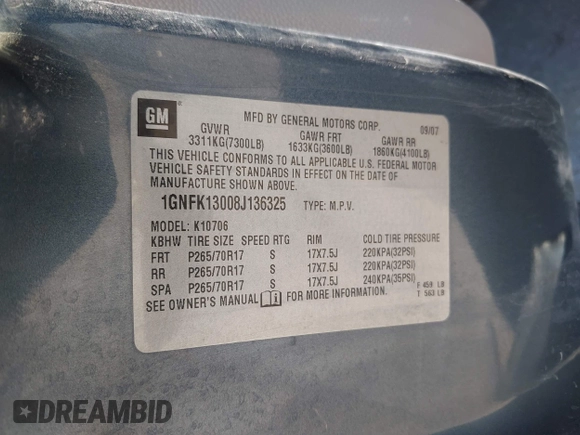 GM
MFD BY GENERAL MOTORS CORP. 09/07
GVWR GAWR FRT GAWR RR
3311KG(7300LB) 1633KG(3600LB) 1860KG(4100LB)
THIS VEHICLE CONFORMS TO ALL APPLICABLE U.S. FEDERAL MOTOR
VEHICLE SAFETY STANDARDS IN EFFECT ON THE DATE OF
MANUFACTURE SHOWN ABOVE.
1GNFK13008J136325 TYPE: M.P.V.
MODEL: K10706
KBHW TIRE SIZE SPEED RTG RIM COLD TIRE PRESSURE
FRT P265/70R17 S 17X7.5J 220KPA(32PSI)
RR P265/70R17 S 17X7.5J 220KPA(32PSI)
SPA P265/70R17 S 17X7.5J 240KPA(35PSI)
SEE OWNER'S MANUAL FOR MORE INFORMATION.
F 459 LB
T 563 LB
DREAMBID